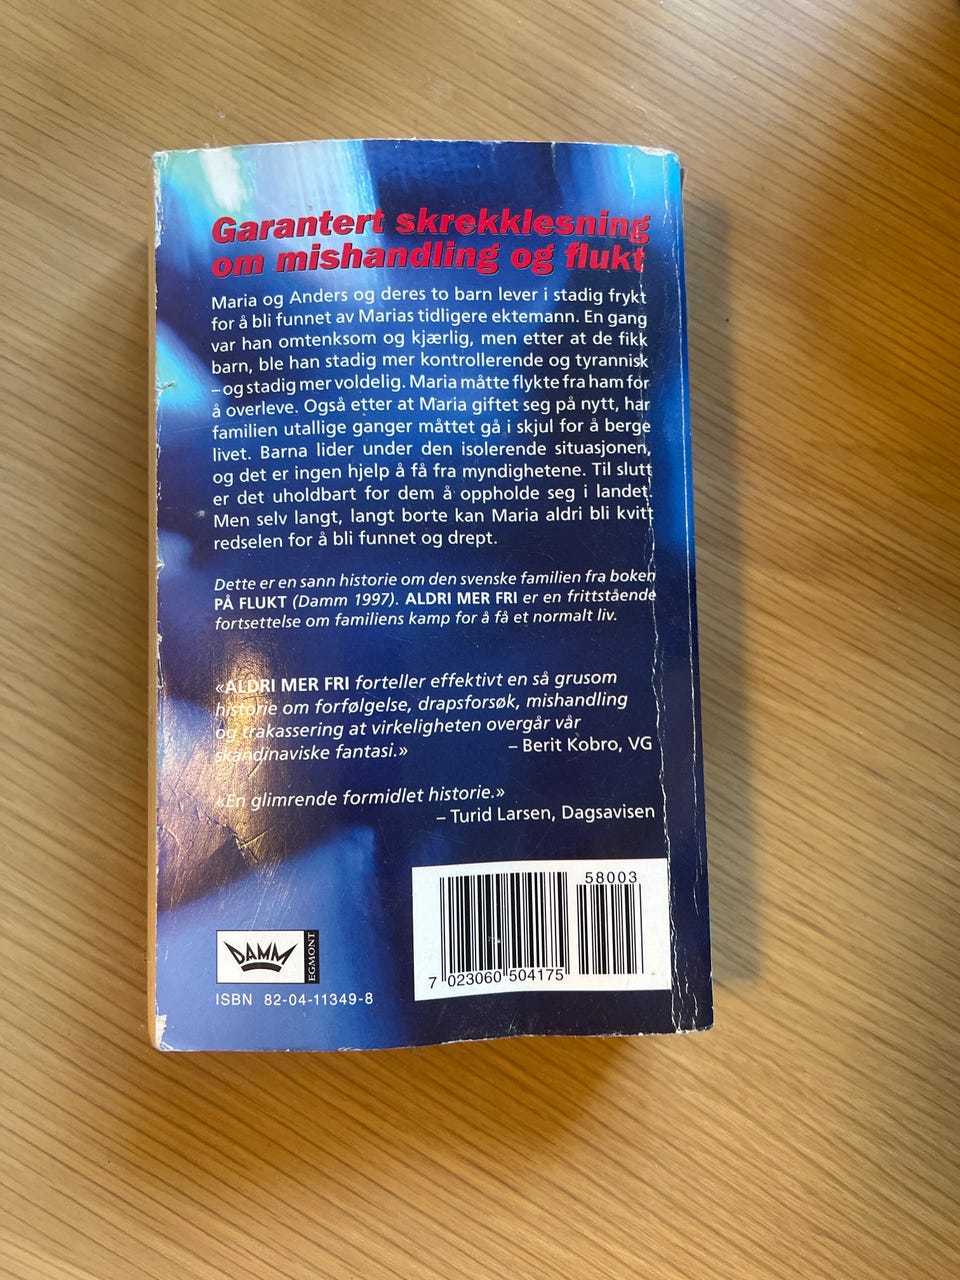 Garantert skrekklesning
om mishandling og flukt
Maria og Anders og deres to barn lever i stadig frykt
for å bli funnet av Marias tidligere ektemann. En gang
var han omtenksom og kjærlig, men etter at de fikk
barn, ble han stadig mer kontrollerende og tyrannisk
– og stadig mer voldelig. Maria måtte flykte fra ham for
å overleve. Også etter at Maria giftet seg på nytt, har
familien utallige ganger måttet gå i skjul for å berge
livet. Barna lider under den isolerende situasjonen,
og det er ingen hjelp å få fra myndighetene. Til slutt
er det uholdbart for dem å oppholde seg i landet.
Men selv langt, langt borte kan Maria aldri bli kvitt
redselen for å bli funnet og drept.
Dette er en sann historie om den svenske familien fra boken
PÅ FLUKT (Damm 1997). ALDRI MER FRI er en frittstående
fortsettelse om familiens kamp for å få et normalt liv.
«ALDRI MER FRI forteller effektivt en så grusom
historie om forfølgelse, drapsforsøk, mishandling
og trakassering at virkeligheten overgår vår
skandinaviske fantasi.» – Berit Kobro, VG
«En glimrende formidlet historie.»
– Turid Larsen, Dagsavisen
58003
7 023060 504175
DAMM
EGMONT
ISBN 82-04-11349-8